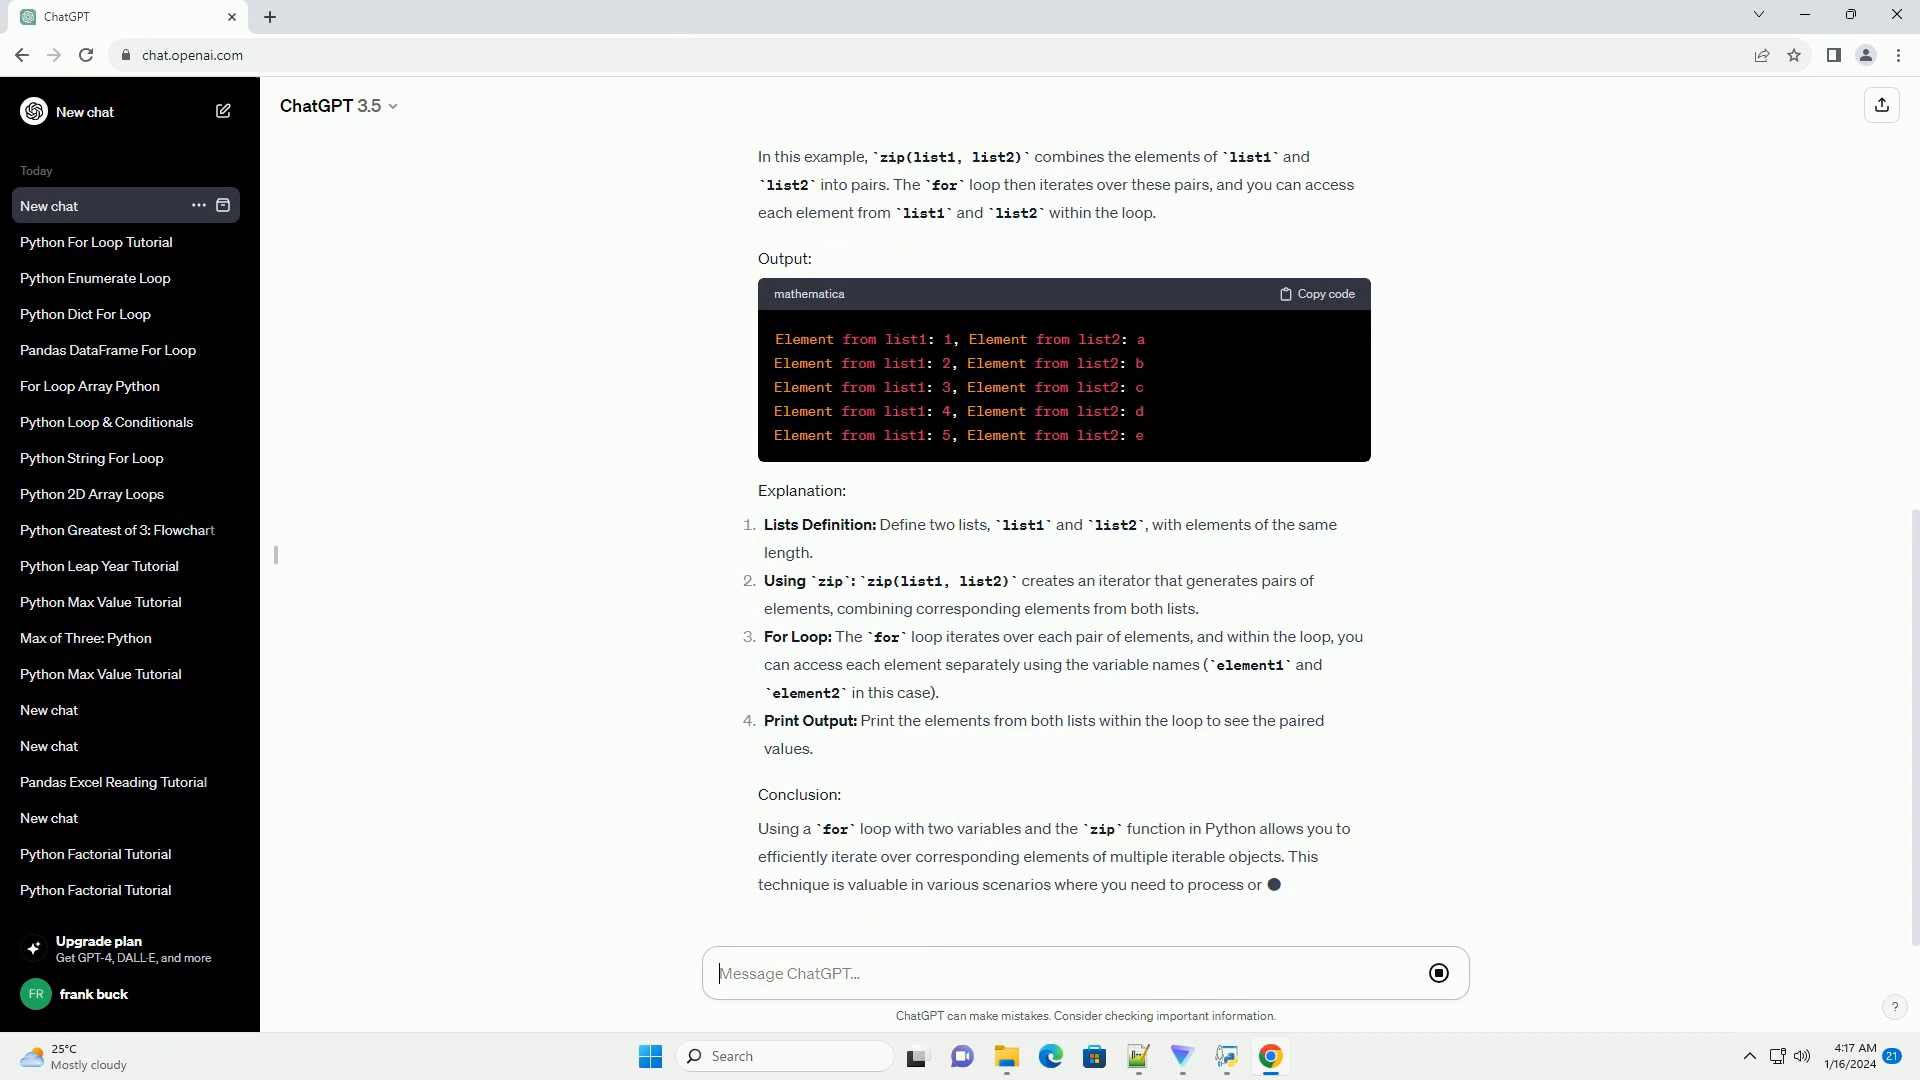 ChatGPT
chat.openai.com
New chat
Today
New chat
Python For Loop Tutorial
Python Enumerate Loop
Python Dict For Loop
Pandas DataFrame For Loop
For Loop Array Python
Python Loop & Conditionals
Python String For Loop
Python 2D Array Loops
Python Greatest of 3: Flowchart
Python Leap Year Tutorial
Python Max Value Tutorial
Max of Three: Python
Python Max Value Tutorial
New chat
New chat
Pandas Excel Reading Tutorial
New chat
Python Factorial Tutorial
Python Factorial Tutorial
Upgrade plan
Get GPT-4, DALL·E, and more
FR frank buck
ChatGPT 3.5
In this example, `zip(list1, list2)` combines the elements of `list1` and
`list2` into pairs. The `for` loop then iterates over these pairs, and you can access
each element from `list1` and `list2` within the loop.
Output:
mathematica Copy code
Element from list1: 1, Element from list2: a
Element from list1: 2, Element from list2: b
Element from list1: 3, Element from list2: c
Element from list1: 4, Element from list2: d
Element from list1: 5, Element from list2: e
Explanation:
1. Lists Definition: Define two lists, `list1` and `list2`, with elements of the same
length.
2. Using `zip`: `zip(list1, list2)` creates an iterator that generates pairs of
elements, combining corresponding elements from both lists.
3. For Loop: The `for` loop iterates over each pair of elements, and within the loop, you
can access each element separately using the variable names (`element1` and
`element2` in this case).
4. Print Output: Print the elements from both lists within the loop to see the paired
values.
Conclusion:
Using a `for` loop with two variables and the `zip` function in Python allows you to
efficiently iterate over corresponding elements of multiple iterable objects. This
technique is valuable in various scenarios where you need to process or
Message ChatGPT...
ChatGPT can make mistakes. Consider checking important information.
?
25°C
Mostly cloudy
Search
4:17 AM
1/16/2024
21